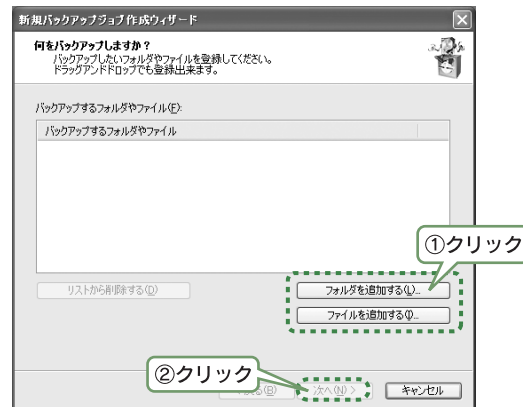 新規バックアップジョブ作成ウィザード
何をバックアップしますか？
バックアップしたいフォルダやファイルを登録してください。
ドラッグアンドドロップでも登録出来ます。
バックアップするフォルダやファイル(F):
バックアップするフォルダやファイル
①クリック
リストから削除する(D)
フォルダを追加する(L)...
ファイルを追加する(I)...
②クリック
(B)
次へ(N) >
キャンセル